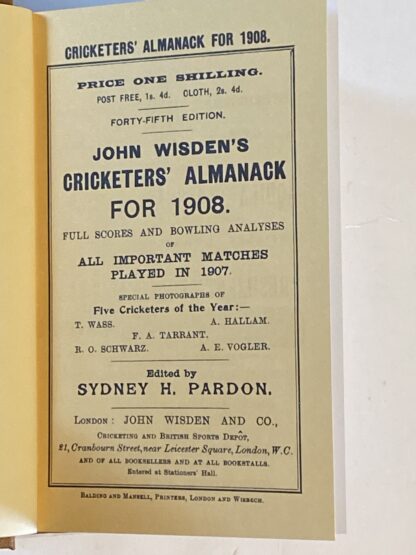 CRICKETERS' ALMANACK FOR 1908.
PRICE ONE SHILLING.
POST FREE, 1s. 4d. CLOTH, 2s. 4d.
FORTY-FIFTH EDITION.
JOHN WISDEN'S
CRICKETERS' ALMANACK
FOR 1908.
FULL SCORES AND BOWLING ANALYSES
OF
ALL IMPORTANT MATCHES
PLAYED IN 1907.
SPECIAL PHOTOGRAPHS OF
Five Cricketers of the Year:—
T. WASS. A. HALLAM.
F. A. TARRANT.
R. O. SCHWARZ. A. E. VOGLER.
Edited by
SYDNEY H. PARDON.
LONDON: JOHN WISDEN AND CO.,
CRICKETING AND BRITISH SPORTS DEPÔT,
21, Cranbourn Street, near Leicester Square, London, W.C.
AND OF ALL BOOKSELLERS AND AT ALL BOOKSTALLS.
Entered at Stationers' Hall.
BALDING AND MANSELL, PRINTERS, LONDON AND WISBECH.